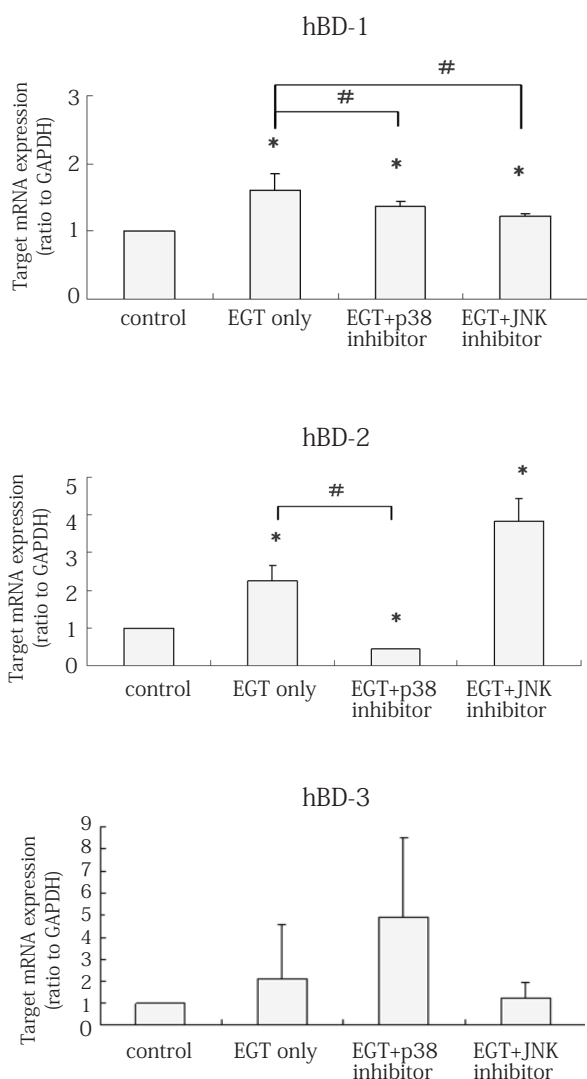 hBD-1
#
#
Target mRNA expression
(ratio to GAPDH)
3
2
1
0
*
*
*
control
EGT only
EGT+p38
inhibitor
EGT+JNK
inhibitor
hBD-2
#
Target mRNA expression
(ratio to GAPDH)
5
4
3
2
1
0
*
*
*
control
EGT only
EGT+p38
inhibitor
EGT+JNK
inhibitor
hBD-3
Target mRNA expression
(ratio to GAPDH)
9
8
7
6
5
4
3
2
1
0
control
EGT only
EGT+p38
inhibitor
EGT+JNK
inhibitor